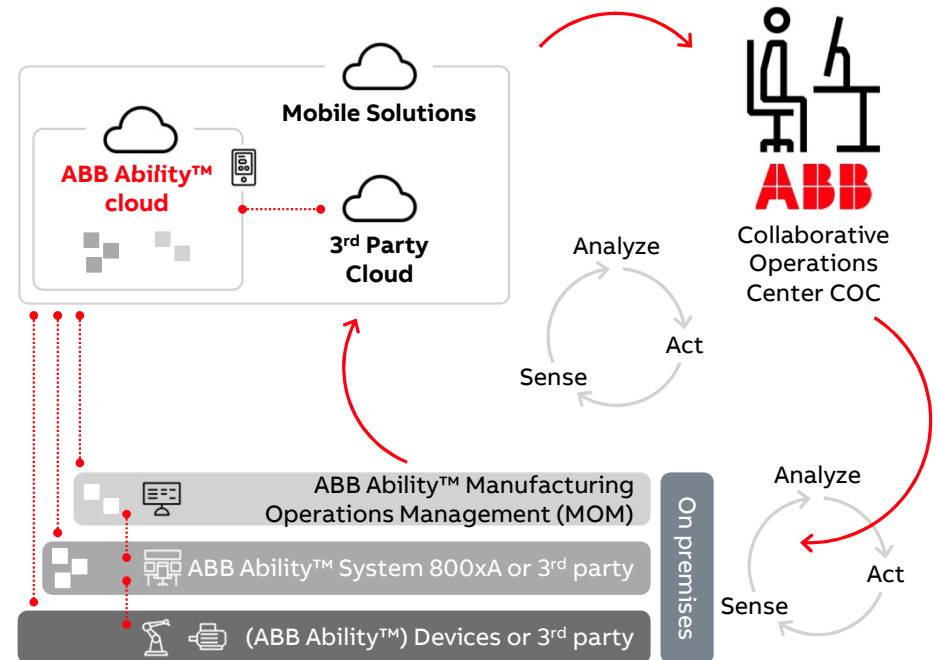 Mobile Solutions
ABB Ability™
cloud
3rd Party
Cloud
ABB
Collaborative
Operations
Center COC
Analyze
Act
Sense
ABB Ability™ Manufacturing
Operations Management (MOM)
ABB Ability™ System 800xA or 3rd party
(ABB Ability™) Devices or 3rd party
On premises
Analyze
Act
Sense